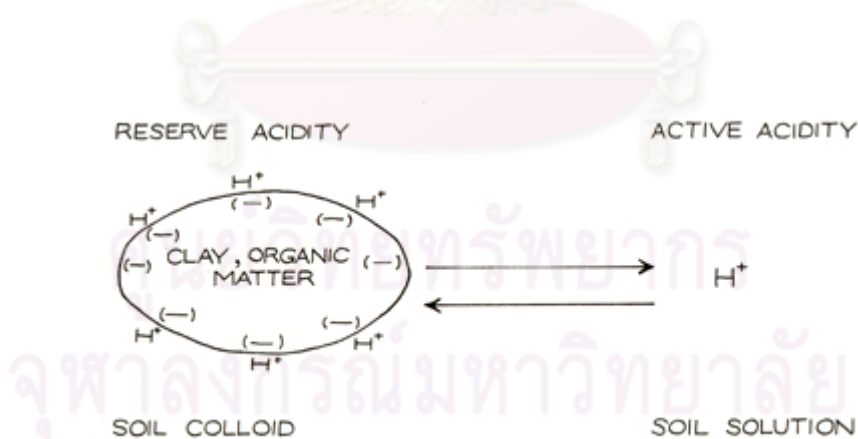 RESERVE ACIDITY
ACTIVE ACIDITY
H⁺
(—)
H⁺
(—)
H⁺
(—)
(—)
CLAY, ORGANIC
MATTER
(—)
H⁺
H⁺
(—)
(—)
(—)
H⁺
H⁺
ศูนย์วิทยทรัพยากร
จุฬาลงกรณ์มหาวิทยาลัย
SOIL COLLOID
SOIL SOLUTION